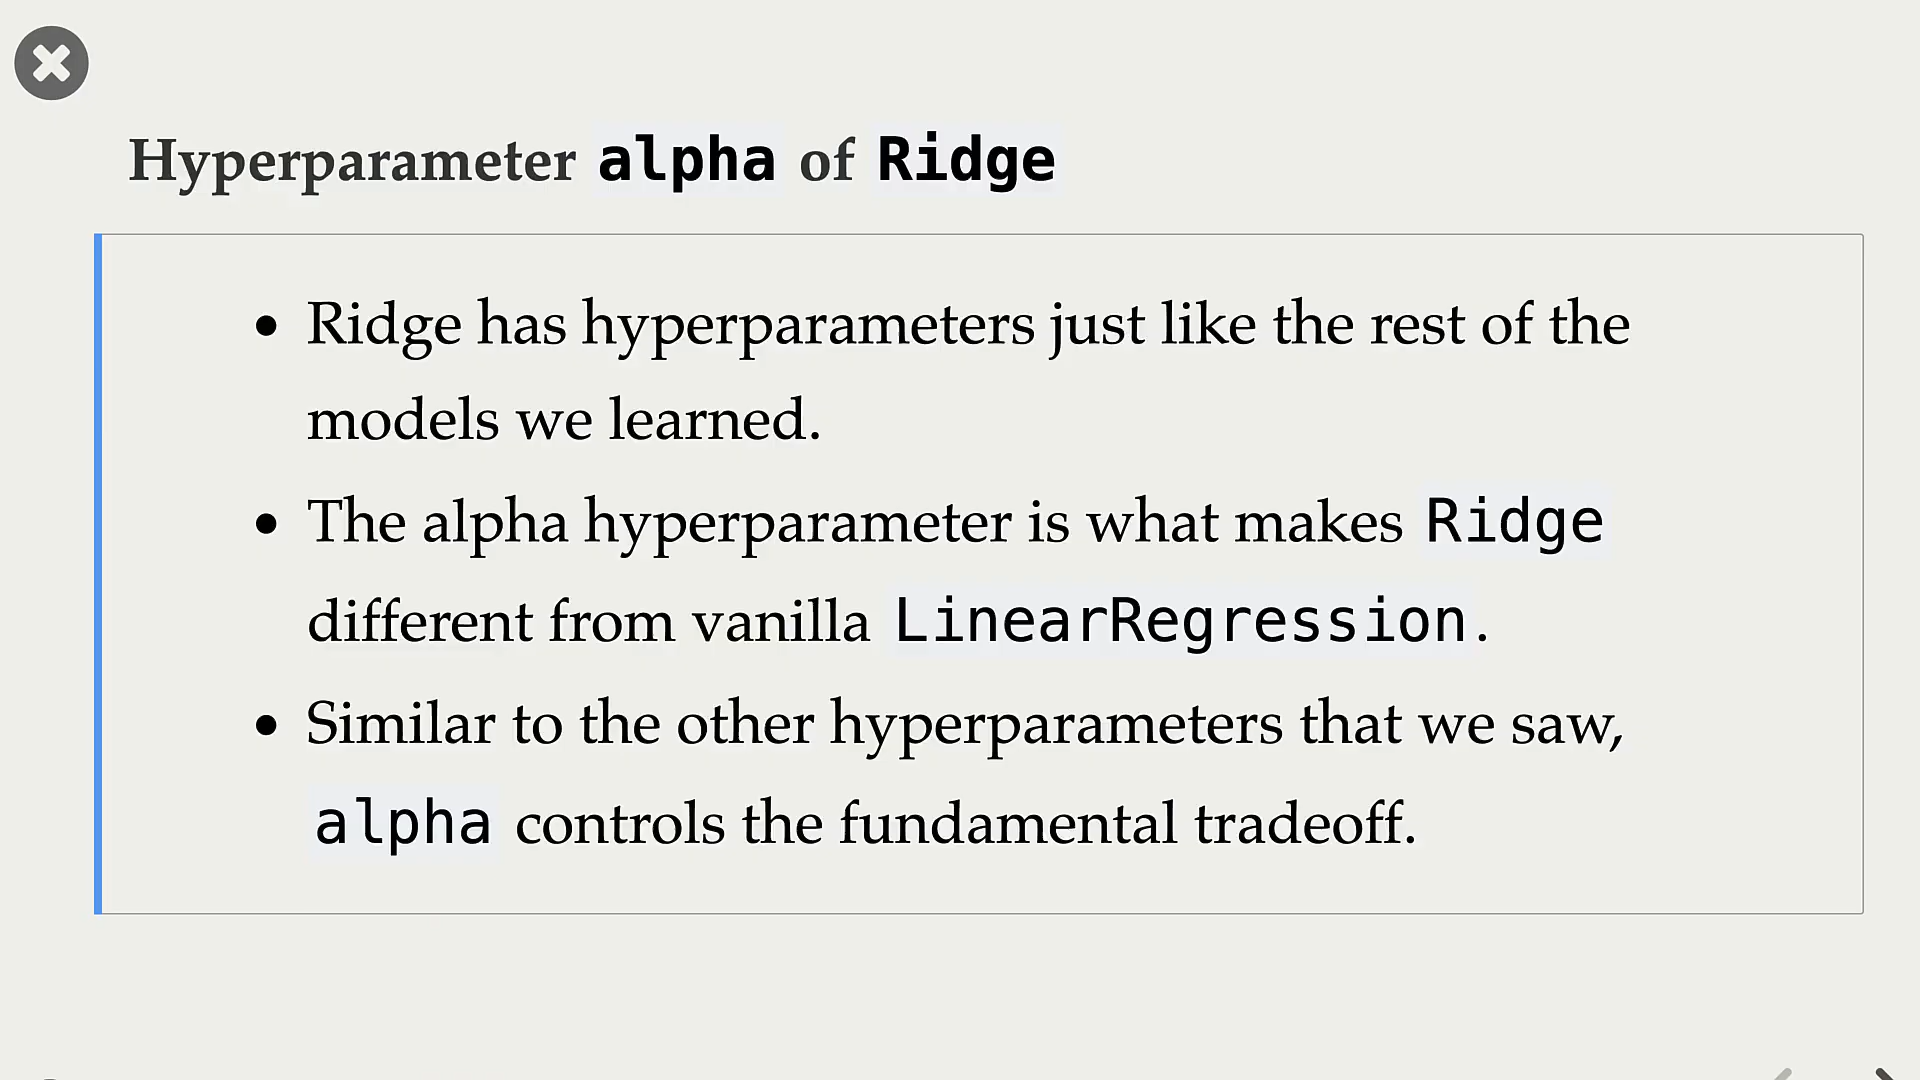 Hyperparameter alpha of Ridge
• Ridge has hyperparameters just like the rest of the
models we learned.
• The alpha hyperparameter is what makes Ridge
different from vanilla LinearRegression.
• Similar to the other hyperparameters that we saw,
alpha controls the fundamental tradeoff.